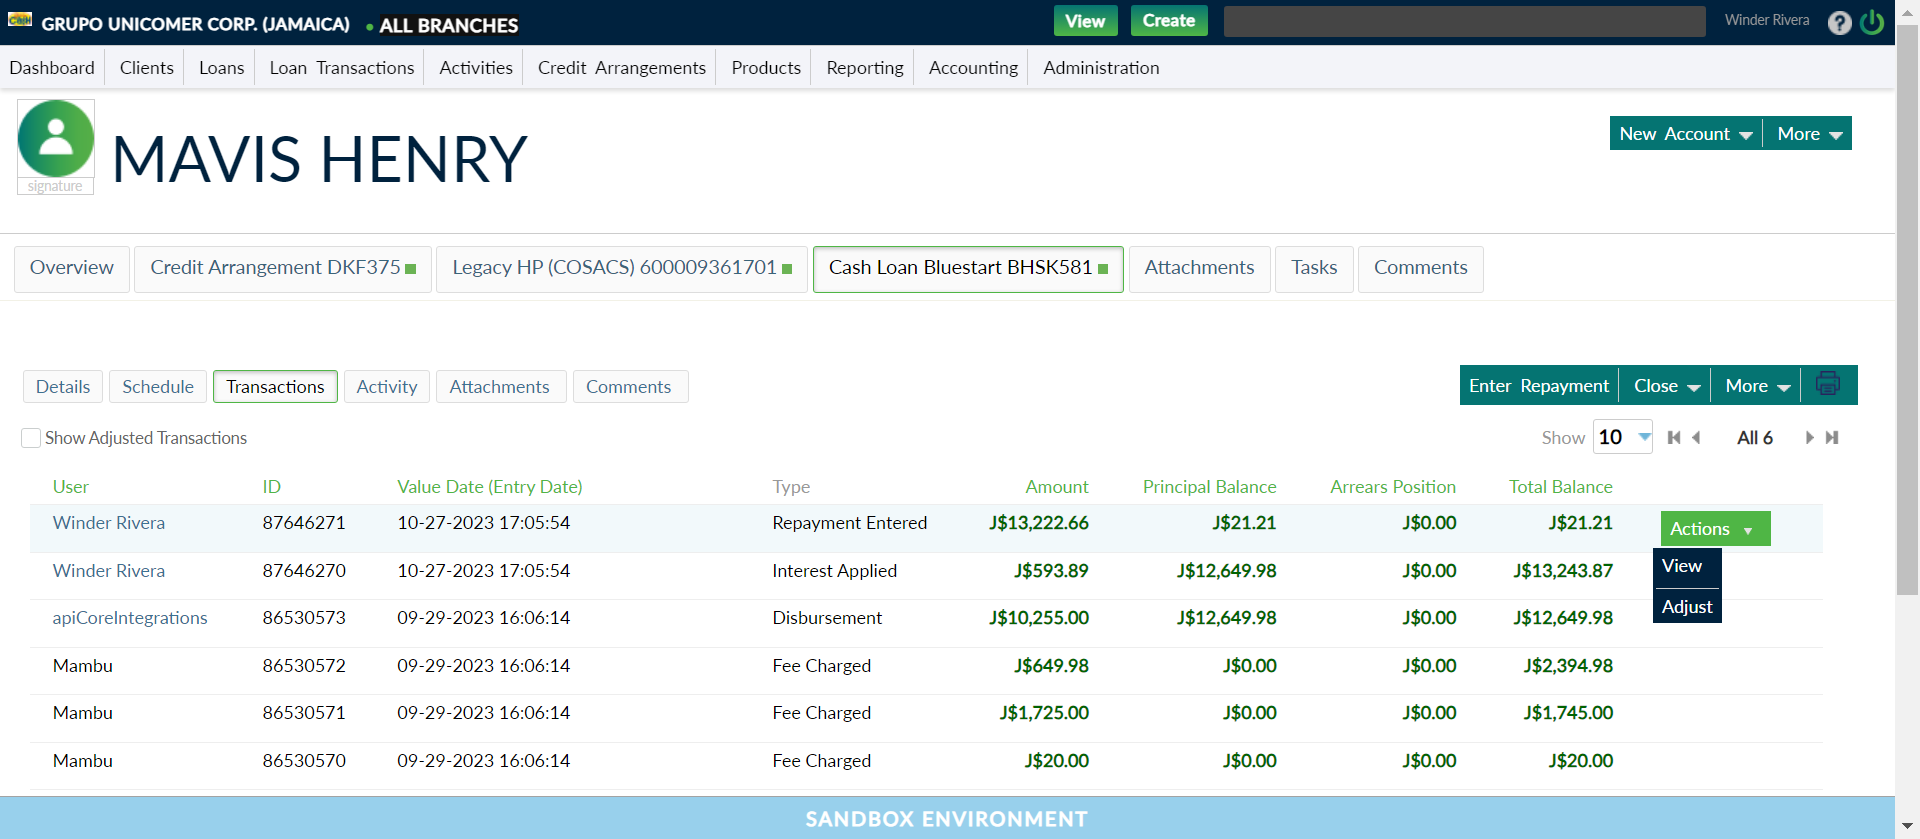 GRUPO UNICOMER CORP. (JAMAICA) • ALL BRANCHES View Create Winder Rivera ?
Dashboard Clients Loans Loan Transactions Activities Credit Arrangements Products Reporting Accounting Administration
MAVIS HENRY
signature
New Account More
Overview Credit Arrangement DKF375 Legacy HP (COSACS) 600009361701 Cash Loan Bluestart BHSK581 Attachments Tasks Comments
Details Schedule Transactions Activity Attachments Comments Enter Repayment Close More
Show Adjusted Transactions Show 10 All 6
User ID Value Date (Entry Date) Type Amount Principal Balance Arrears Position Total Balance
Winder Rivera 87646271 10-27-2023 17:05:54 Repayment Entered J$13,222.66 J$21.21 J$0.00 J$21.21 Actions
View
Winder Rivera 87646270 10-27-2023 17:05:54 Interest Applied J$593.89 J$12,649.98 J$0.00 J$13,243.87
Adjust
apiCoreIntegrations 86530573 09-29-2023 16:06:14 Disbursement J$10,255.00 J$12,649.98 J$0.00 J$12,649.98
Mambu 86530572 09-29-2023 16:06:14 Fee Charged J$649.98 J$0.00 J$0.00 J$2,394.98
Mambu 86530571 09-29-2023 16:06:14 Fee Charged J$1,725.00 J$0.00 J$0.00 J$1,745.00
Mambu 86530570 09-29-2023 16:06:14 Fee Charged J$20.00 J$0.00 J$0.00 J$20.00
SANDBOX ENVIRONMENT